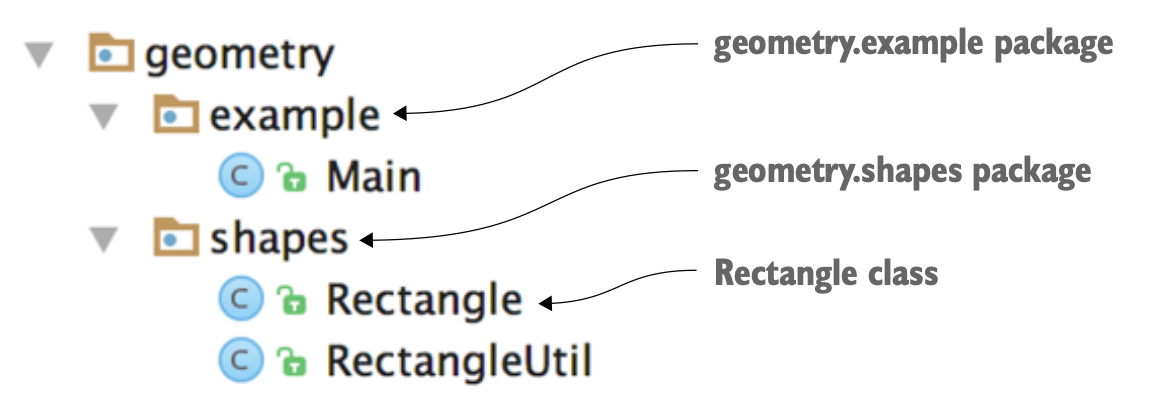 geometry
geometry.example package
example
Main
geometry.shapes package
shapes
Rectangle class
C Rectangle
C RectangleUtil